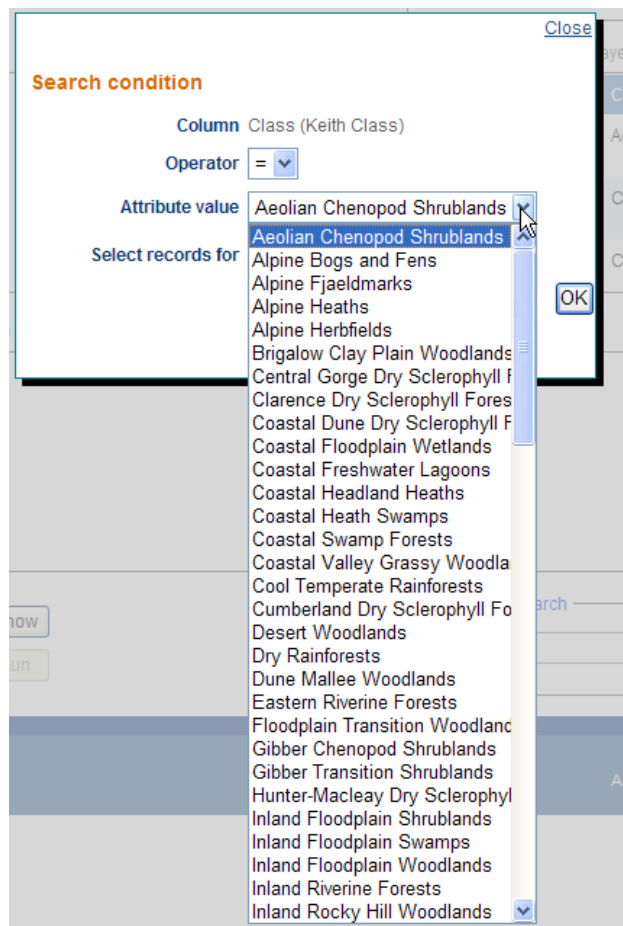 Close
Search condition
Column Class (Keith Class)
Operator =
Attribute value Aeolian Chenopod Shrublands
Select records for
OK
Aeolian Chenopod Shrublands
Alpine Bogs and Fens
Alpine Fjaeldmarks
Alpine Heaths
Alpine Herbfields
Brigalow Clay Plain Woodlands
Central Gorge Dry Sclerophyll F
Clarence Dry Sclerophyll Fores
Coastal Dune Dry Sclerophyll F
Coastal Floodplain Wetlands
Coastal Freshwater Lagoons
Coastal Headland Heaths
Coastal Heath Swamps
Coastal Swamp Forests
Coastal Valley Grassy Woodla
Cool Temperate Rainforests
Cumberland Dry Sclerophyll Fo
Desert Woodlands
Dry Rainforests
Dune Mallee Woodlands
Eastern Riverine Forests
Floodplain Transition Woodland
Gibber Chenopod Shrublands
Gibber Transition Shrublands
Hunter-Macleay Dry Sclerophyl
Inland Floodplain Shrublands
Inland Floodplain Swamps
Inland Floodplain Woodlands
Inland Riverine Forests
Inland Rocky Hill Woodlands